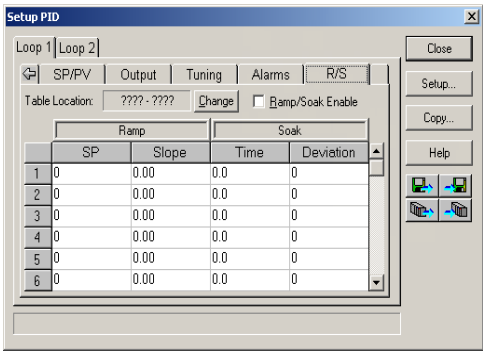 Setup PID
Loop 1 Loop 2 Close
SP/PV Output Tuning Alarms R/S Setup...
Table Location: ???? - ???? Change Ramp/Soak Enable
Copy...
Ramp Soak
SP Slope Time Deviation Help
1 0 0.00 0.0 0
2 0 0.00 0.0 0
3 0 0.00 0.0 0
4 0 0.00 0.0 0
5 0 0.00 0.0 0
6 0 0.00 0.0 0